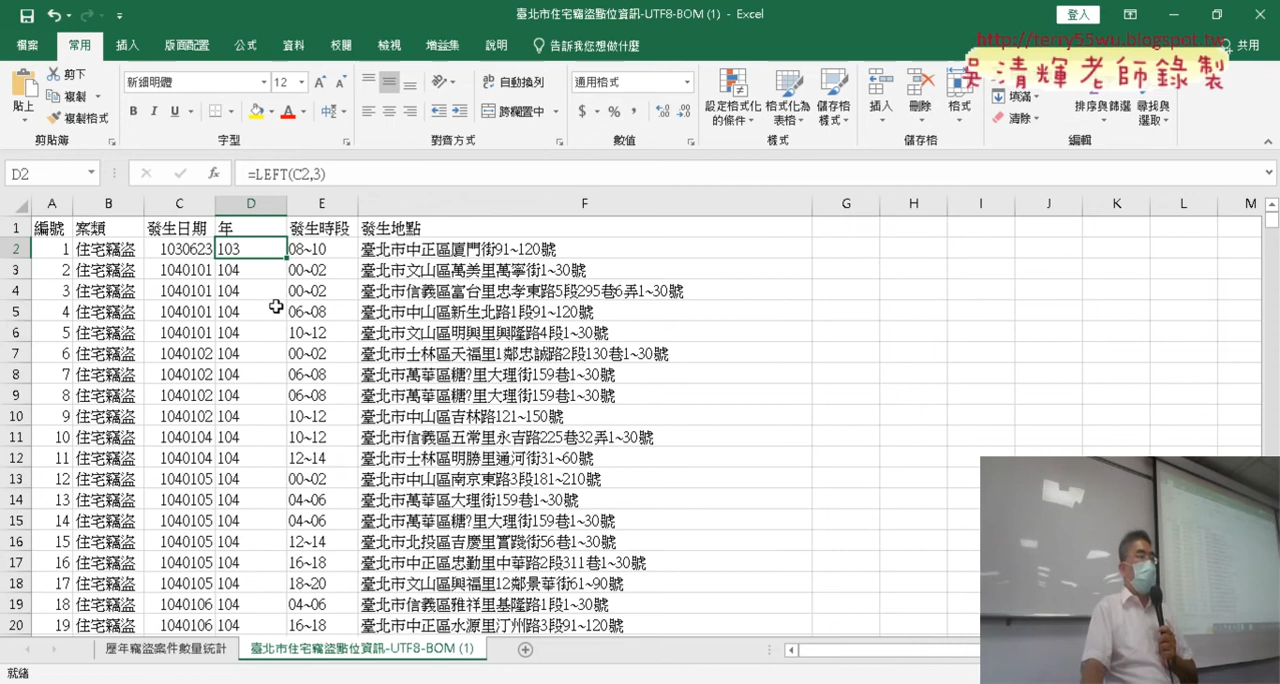 臺北市住宅竊盜點位資訊-UTF8-BOM (1) - Excel
登入
檔案 常用 插入 版面配置 公式 資料 校閱 檢視 增益集 說明 告訴我您想做什麼 共用
http://terry55wu.blogspot.tw
吳清輝老師錄製
貼上 剪下 複製 複製格式 剪貼簿
新細明體 12 B I U 字型
自動換列 跨欄置中 對齊方式
通用格式 $ % 數值
設定格式化的條件 格式化為表格 儲存格樣式 樣式
插入 刪除 格式 儲存格
填滿 清除 排序與篩選 尋找與選取 編輯
D2 fx =LEFT(C2,3)
A B C D E F G H I J K L M
1 編號 案類 發生日期 年 發生時段 發生地點
2 1 住宅竊盜 1030623 103 08~10 臺北市中正區廈門街91~120號
3 2 住宅竊盜 1040101 104 00~02 臺北市文山區萬美里萬寧街1~30號
4 3 住宅竊盜 1040101 104 00~02 臺北市信義區富台里忠孝東路5段295巷6弄1~30號
5 4 住宅竊盜 1040101 104 06~08 臺北市中山區新生北路1段91~120號
6 5 住宅竊盜 1040101 104 10~12 臺北市文山區明興里興隆路4段1~30號
7 6 住宅竊盜 1040102 104 00~02 臺北市士林區天福里1鄰忠誠路2段130巷1~30號
8 7 住宅竊盜 1040102 104 06~08 臺北市萬華區糖?里大理街159巷1~30號
9 8 住宅竊盜 1040102 104 06~08 臺北市萬華區糖?里大理街159巷1~30號
10 9 住宅竊盜 1040102 104 10~12 臺北市中山區吉林路121~150號
11 10 住宅竊盜 1040104 104 10~12 臺北市信義區五常里永吉路225巷32弄1~30號
12 11 住宅竊盜 1040104 104 12~14 臺北市士林區明勝里通河街31~60號
13 12 住宅竊盜 1040105 104 00~02 臺北市中山區南京東路3段181~210號
14 13 住宅竊盜 1040105 104 04~06 臺北市萬華區大理街159巷1~30號
15 14 住宅竊盜 1040105 104 04~06 臺北市萬華區糖?里大理街159巷1~30號
16 15 住宅竊盜 1040105 104 12~14 臺北市北投區吉慶里實踐街56巷1~30號
17 16 住宅竊盜 1040105 104 16~18 臺北市中正區忠勤里中華路2段311巷1~30號
18 17 住宅竊盜 1040105 104 18~20 臺北市文山區興福里12鄰景華街61~90號
19 18 住宅竊盜 1040106 104 04~06 臺北市信義區雅祥里基隆路1段1~30號
20 19 住宅竊盜 1040106 104 16~18 臺北市中正區水源里汀州路3段91~120號
歷年竊盜案件數量統計 臺北市住宅竊盜點位資訊-UTF8-BOM (1)
就緒